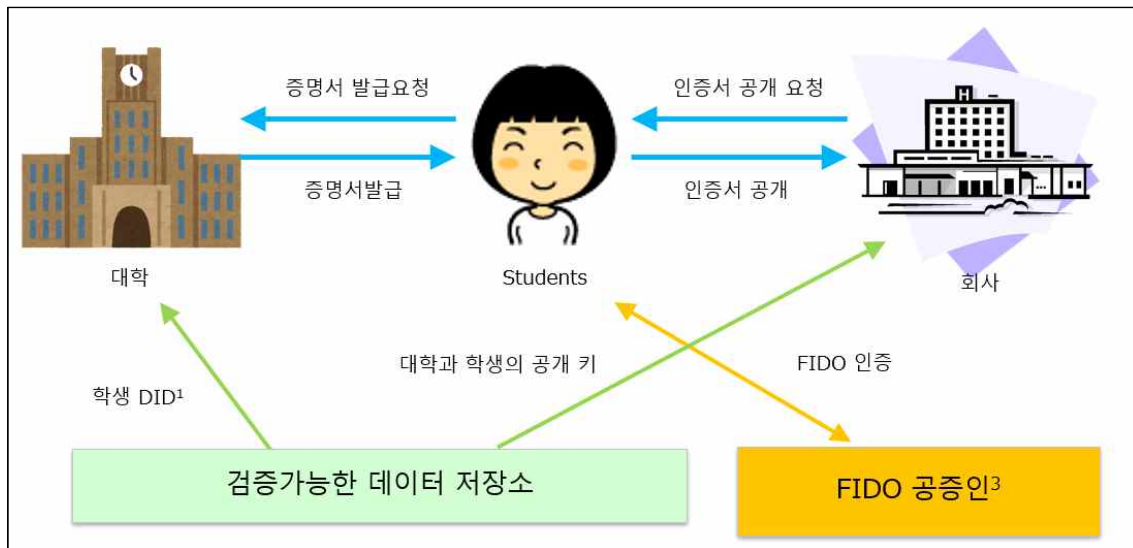 증명서 발급요청
인증서 공개 요청
증명서발급
인증서 공개
대학
Students
회사
대학과 학생의 공개 키
FIDO 인증
학생 DID¹
검증가능한 데이터 저장소
FIDO 공증인³
H